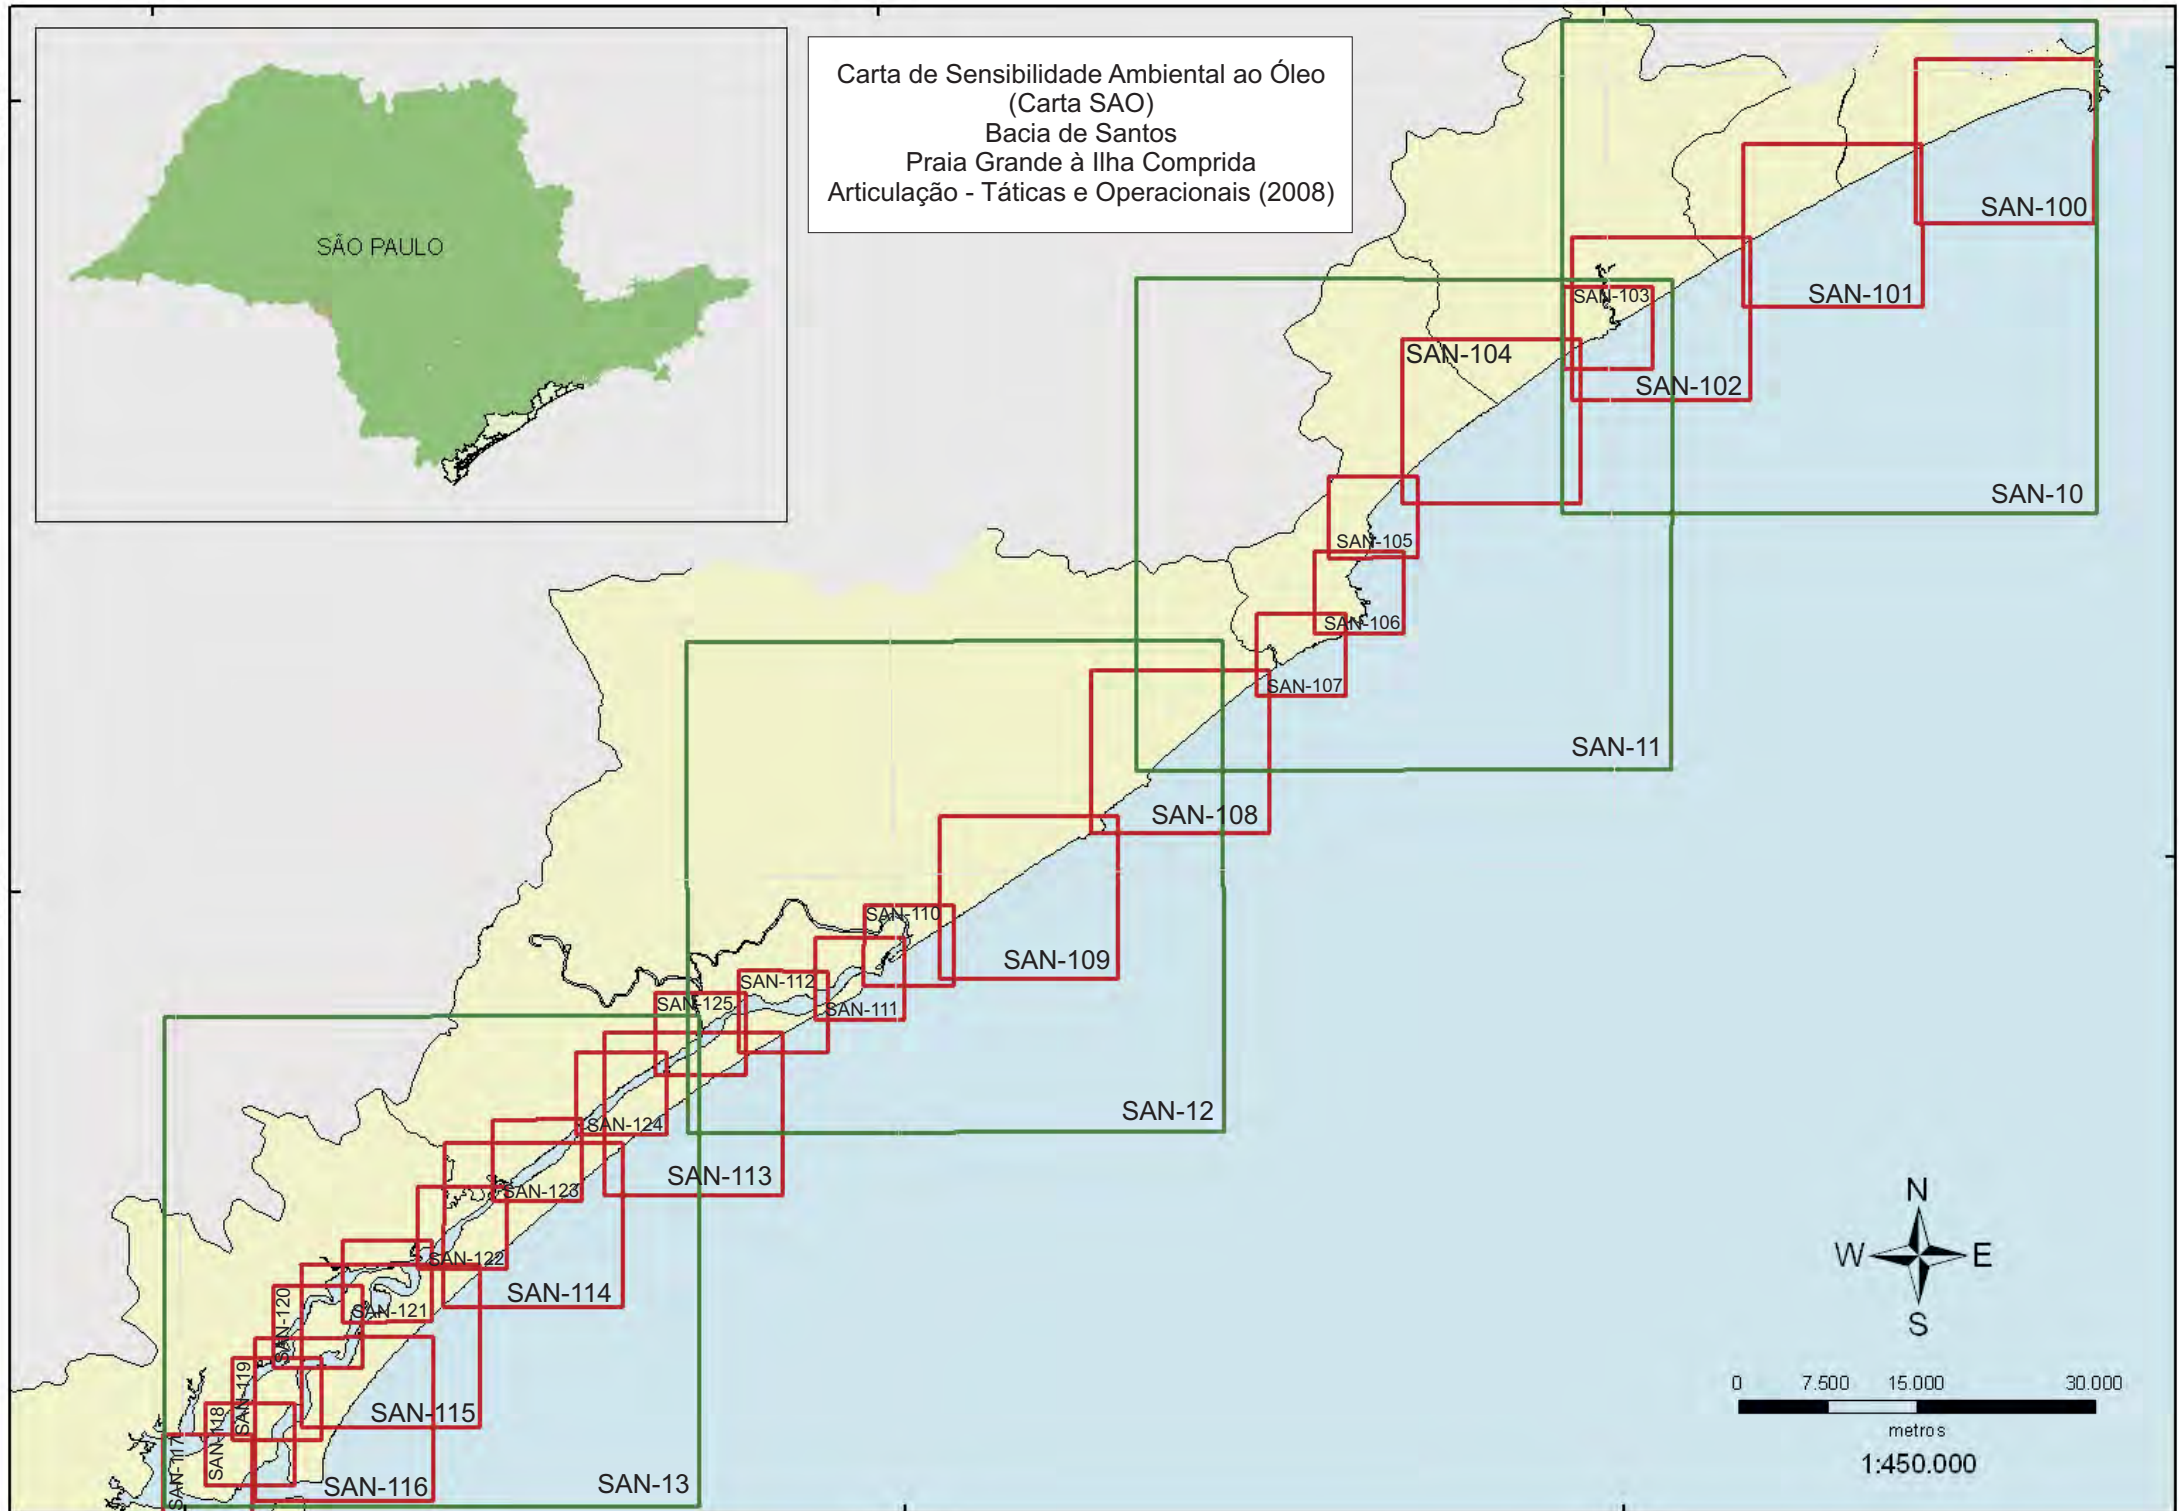 Carta de Sensibilidade Ambiental ao Óleo
(Carta SAO)
Bacia de Santos
Praia Grande à Ilha Comprida
Articulação - Táticas e Operacionais (2008)
SÃO PAULO
SAN-100
SAN-101
SAN-103
SAN-104
SAN-102
SAN-10
SAN-105
SAN-106
SAN-107
SAN-11
SAN-108
SAN-110
SAN-109
SAN-112
SAN-125
SAN-111
SAN-12
SAN-124
SAN-113
SAN-123
SAN-122
SAN-114
SAN-120
SAN-121
SAN-119
SAN-115
SAN-118
SAN-117
SAN-116
SAN-13
N
W E
S
0 7.500 15.000 30.000
metros
1:450.000